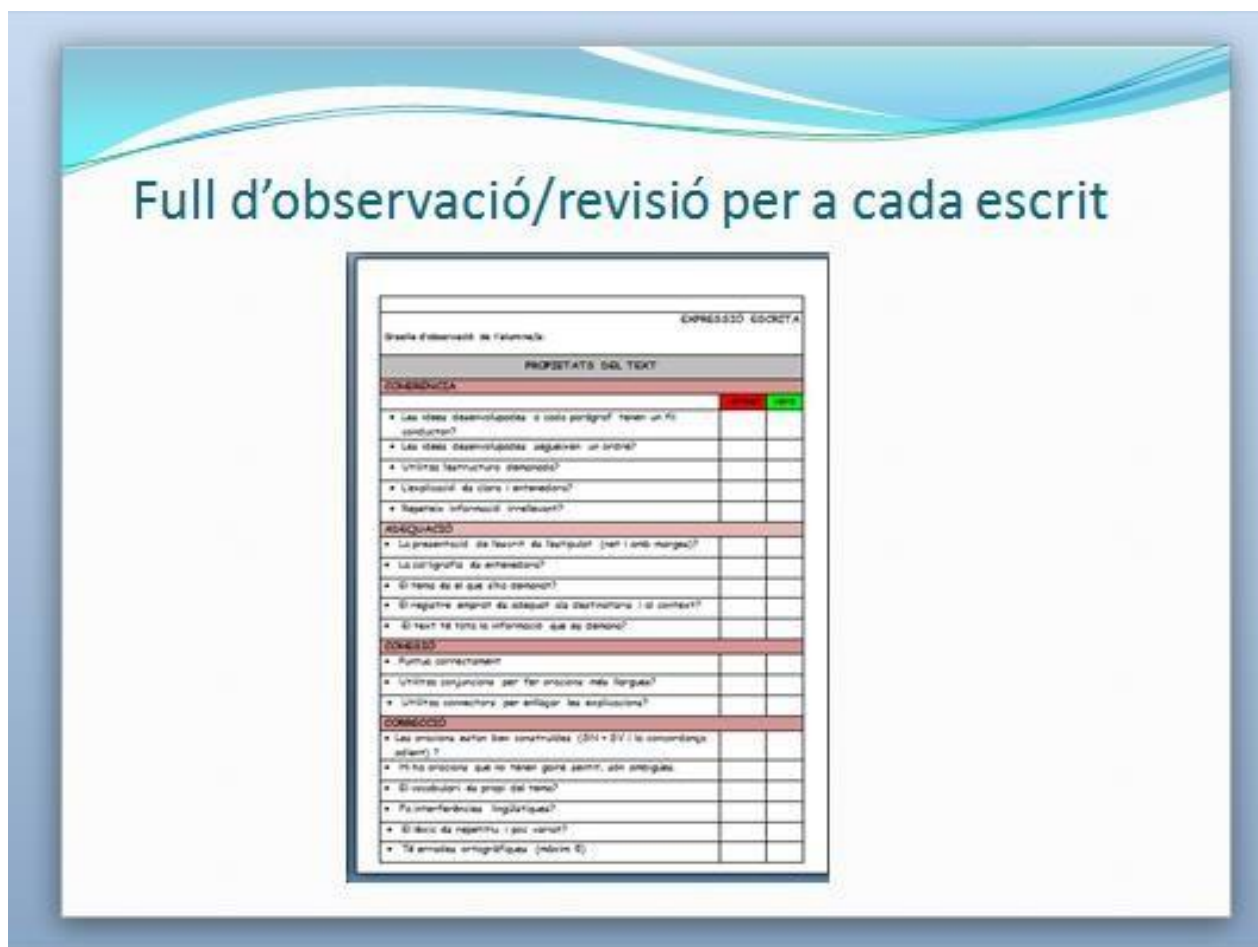 Full d'observació/revisió per a cada escrit
EXPRESSIÓ ESCRITA
Graella d'observació de l'alumne/a:
PROPIETATS DEL TEXT
COHERÈNCIA
• Les idees desenvolupades a cada paràgraf tenen un fil
conductor?
• Les idees desenvolupades segueixen un ordre?
• Utilitza l'estructura demanada?
• L'explicació és clara i entenedora?
• Repeteix informació irrellevant?
ADEQUACIÓ
• La presentació de l'escrit és l'estipulat (net i amb marges)?
• La cal·ligrafia és entenedora?
• El tema és el que s'ha demanat?
• El registre emprat és adequat als destinataris i al context?
• El text té tota la informació que es demana?
COHESIÓ
• Puntua correctament
• Utilitza conjuncions per fer oracions més llargues?
• Utilitza connectors per enllaçar les explicacions?
CORRECCIÓ
• Les oracions estan ben construïdes (SN + SV i la concordança
adient) ?
• Hi ha oracions que no tenen gaire sentit, són ambigües.
• El vocabulari és propi del tema?
• Fa interferències lingüístiques?
• El lèxic és repetitiu i poc variat?
• Té errades ortogràfiques (màxim